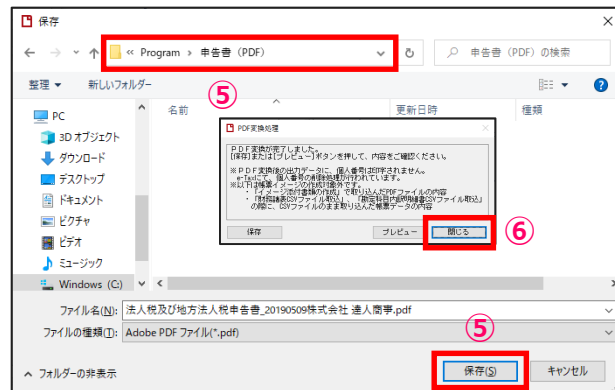 保存
« Program › 申告書 (PDF)
申告書 (PDF) の検索
整理 ▼ 新しいフォルダー
⑤
名前 更新日時 種類
PC
3D オブジェクト
ダウンロード
デスクトップ
ドキュメント
ピクチャ
ビデオ
ミュージック
Windows (C:)
PDF変換処理
PDF変換が完了しました。
[保存]または[プレビュー]ボタンを押して、内容をご確認ください。
※PDF変換後の出力データに、個人番号は印字されません。
e-Taxにて、個人番号の削除処理が行われています。
※以下は帳票イメージの作成対象外です。
・「イメージ添付書類の作成」で取り込んだPDFファイルの内容
・「財務諸表CSVファイル取込」、「勘定科目内訳明細書CSVファイル取込」
の際に、CSVファイルのまま取り込んだ帳票データの内容
保存 プレビュー 閉じる
⑥
ファイル名(N): 法人税及び地方法人税申告書_20190509株式会社 達人商事.pdf
ファイルの種類(T): Adobe PDF ファイル(*.pdf)
⑤
フォルダーの非表示 保存(S) キャンセル